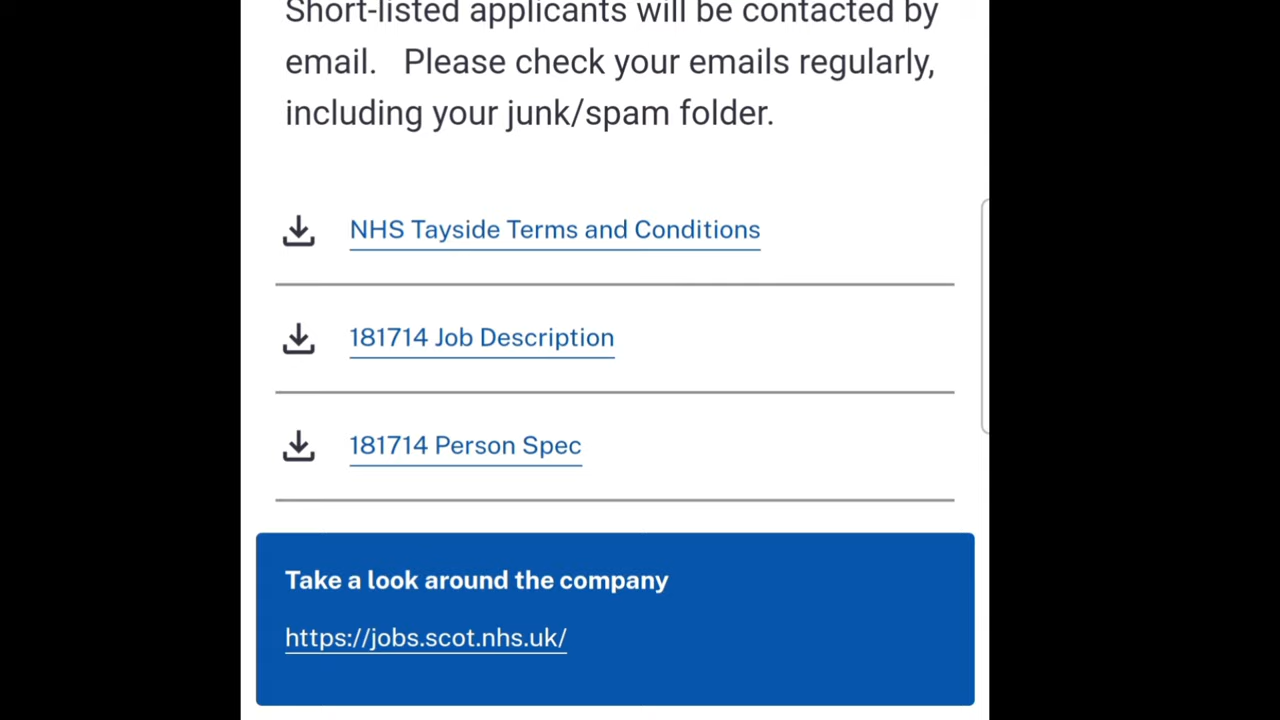 Short-listed applicants will be contacted by
email.   Please check your emails regularly,
including your junk/spam folder.
NHS Tayside Terms and Conditions
181714 Job Description
181714 Person Spec
Take a look around the company
https://jobs.scot.nhs.uk/